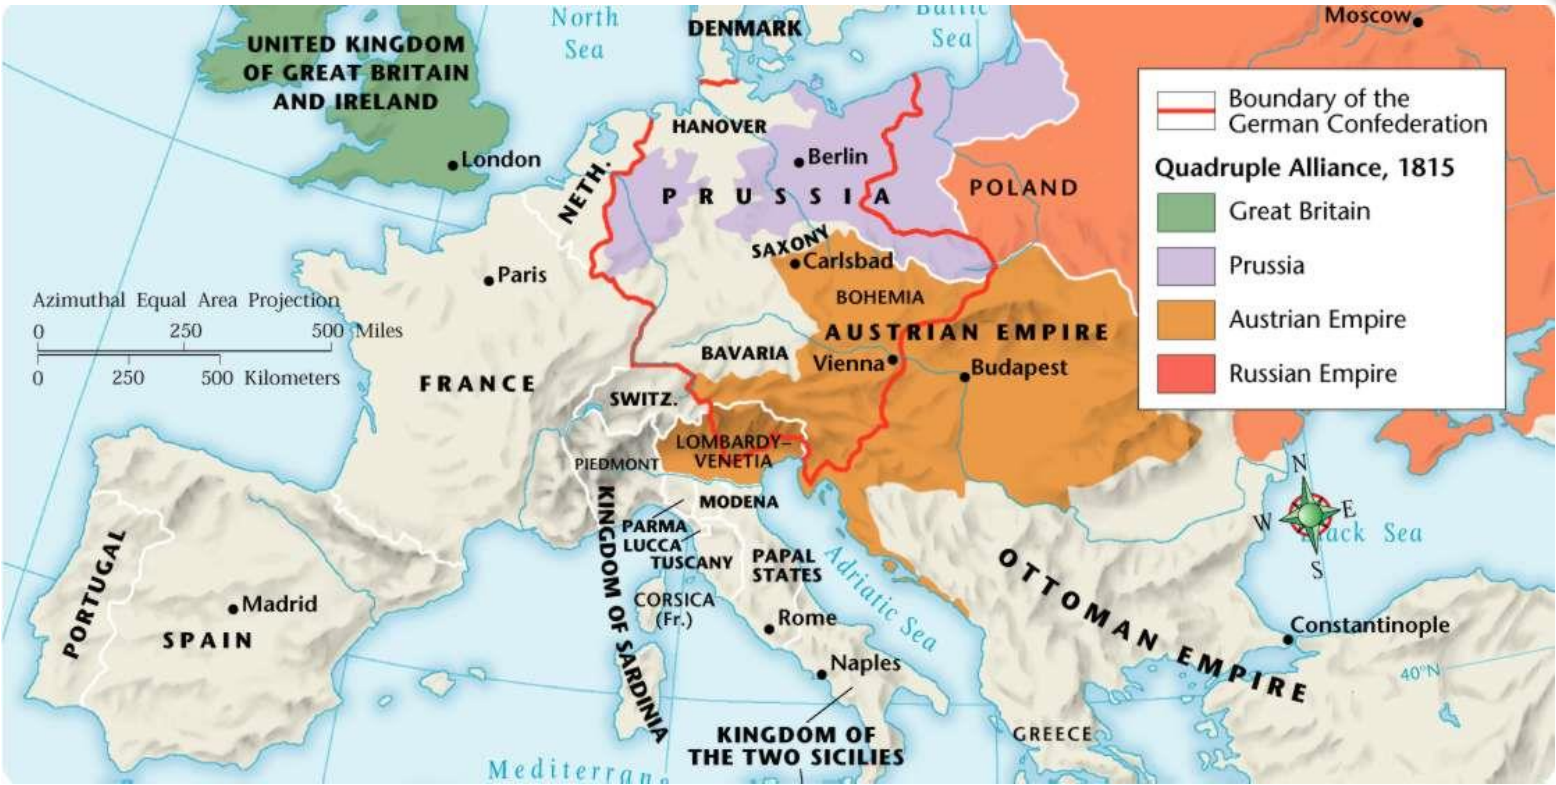 North
Sea
Baltic
Sea
DENMARK
Moscow
UNITED KINGDOM
OF GREAT BRITAIN
AND IRELAND
London
HANOVER
Berlin
NETH.
PRUSSIA
POLAND
SAXONY
Carlsbad
Paris
BOHEMIA
AUSTRIAN EMPIRE
Vienna
Budapest
BAVARIA
FRANCE
SWITZ.
LOMBARDY–
VENETIA
PIEDMONT
MODENA
PARMA
LUCCA
TUSCANY
PAPAL
STATES
KINGDOM OF SARDINIA
CORSICA
(Fr.)
Rome
Naples
Adriatic Sea
KINGDOM OF
THE TWO SICILIES
PORTUGAL
Madrid
SPAIN
OTTOMAN EMPIRE
Constantinople
GREECE
40°N
ack Sea
Mediterrane
N
W
E
S
Azimuthal Equal Area Projection
0 250 500 Miles
0 250 500 Kilometers
Boundary of the
German Confederation
Quadruple Alliance, 1815
Great Britain
Prussia
Austrian Empire
Russian Empire